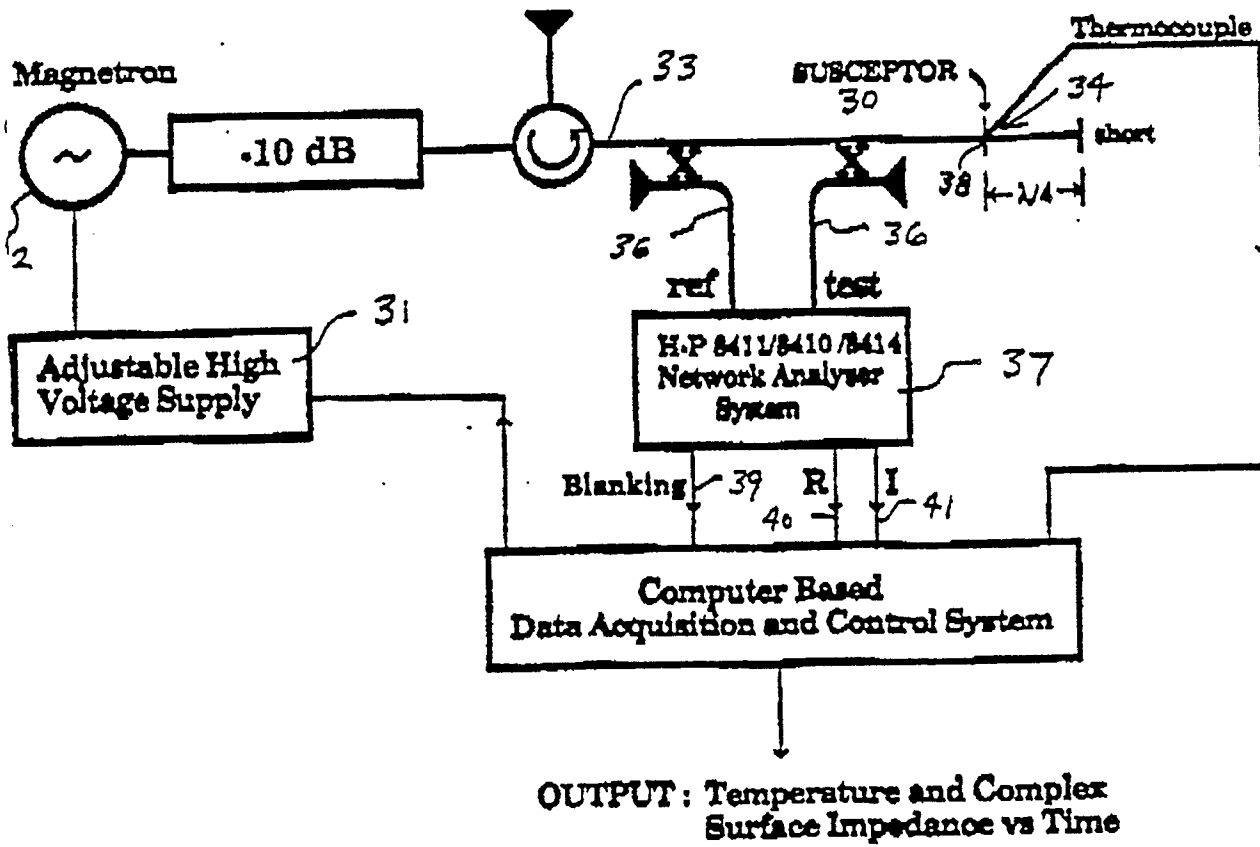 Thermocouple
Magnetron
33
SUSCEPTOR
30
34
.10 dB
short
38
λ/4
36
36
2
ref
test
31
H-P 8411/8410/8414
Network Analyser
System
37
Adjustable High
Voltage Supply
Blanking
39
R
I
40
41
Computer Based
Data Acquisition and Control System
OUTPUT: Temperature and Complex
Surface Impedance vs Time